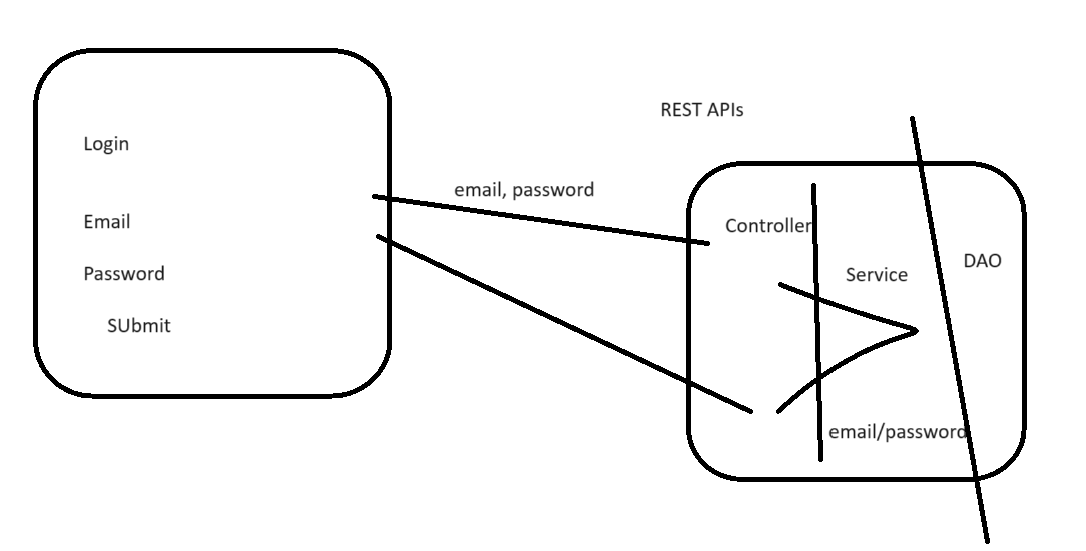 Login
Email
Password
SUbmit
email, password
REST APIs
Controller
Service
DAO
email/password